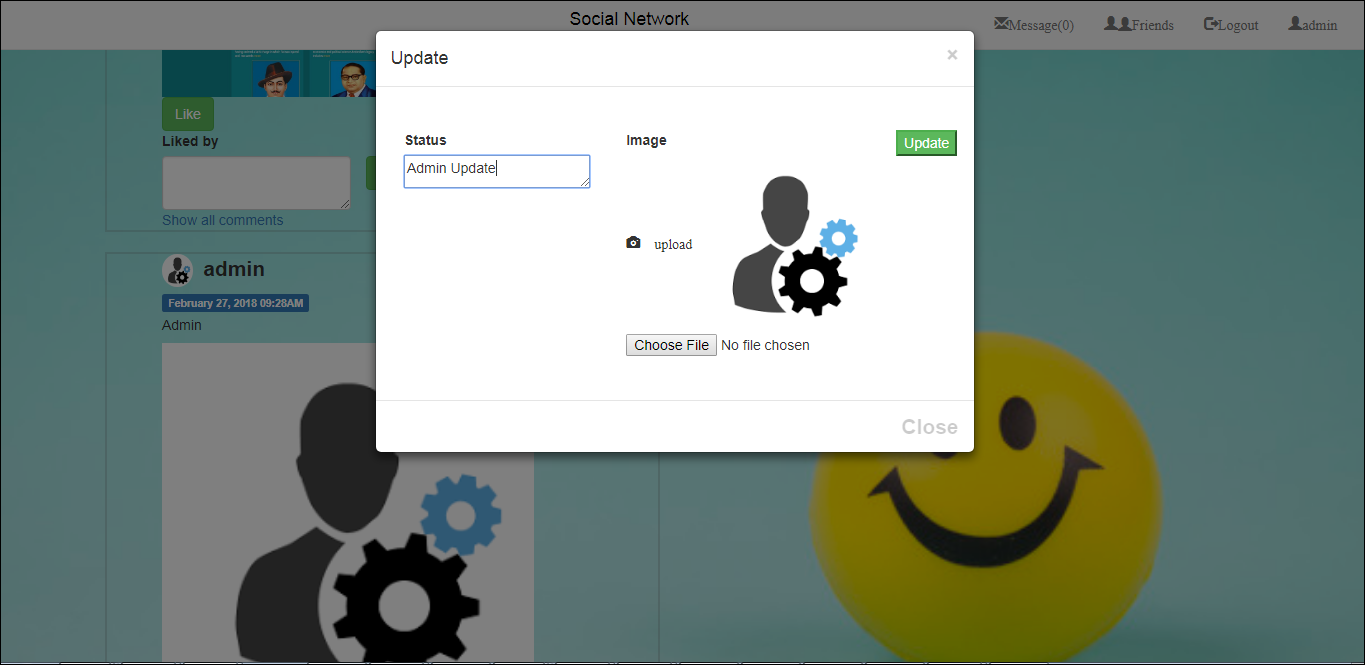 Social Network
Message(0)
Friends
Logout
admin
Update
×
Like
Liked by
Show all comments
Status
Admin Update
Image
Update
upload
Choose File No file chosen
Close
admin
February 27, 2018 09:28AM
Admin